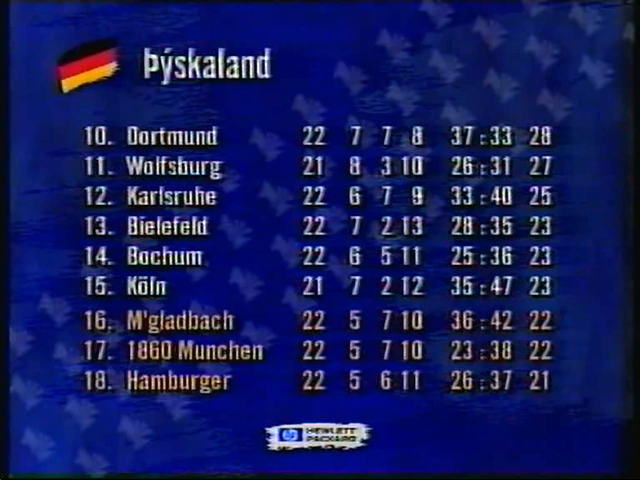 Þýskaland
10. Dortmund 22 7 7 8 37:33 28
11. Wolfsburg 21 8 3 10 26:31 27
12. Karlsruhe 22 6 7 9 33:40 25
13. Bielefeld 22 7 2 13 28:35 23
14. Bochum 22 6 5 11 25:36 23
15. Köln 21 7 2 12 35:47 23
16. M'gladbach 22 5 7 10 36:42 22
17. 1860 Munchen 22 5 7 10 23:38 22
18. Hamburger 22 5 6 11 26:37 21
hp HEWLETT
PACKARD